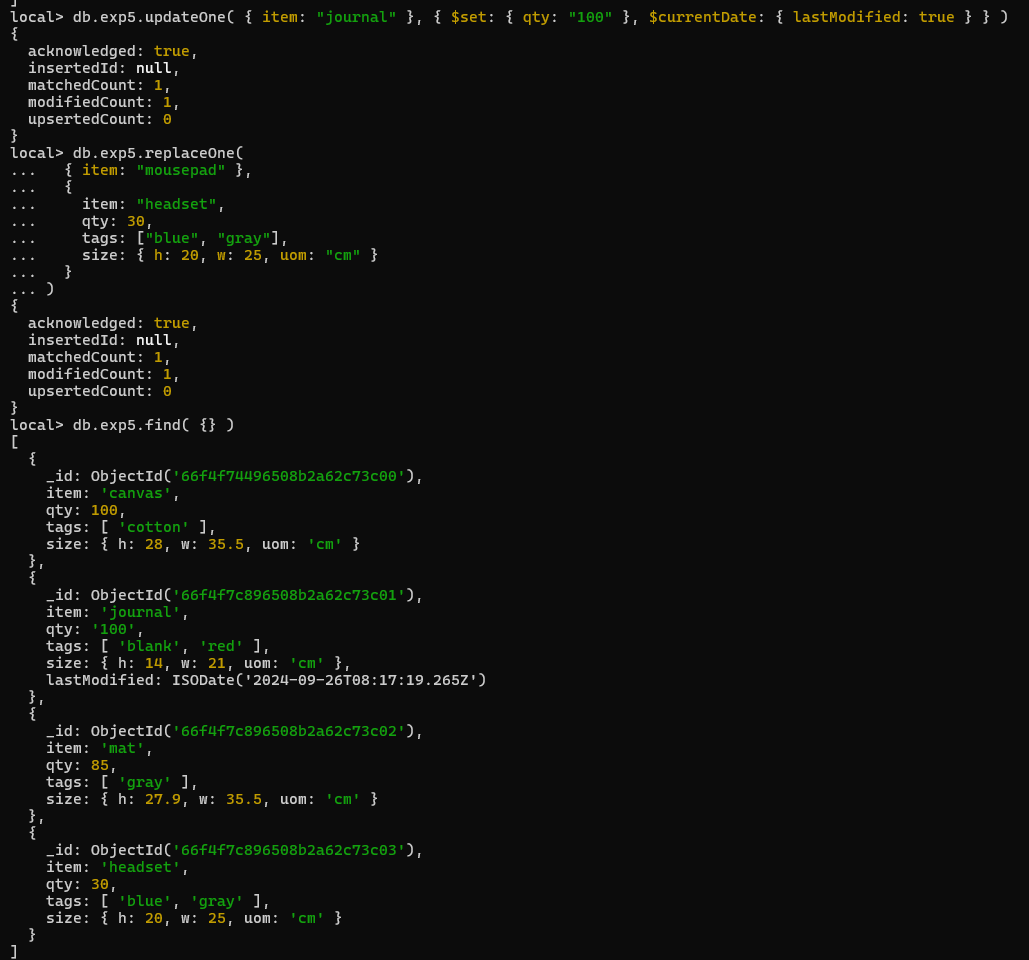 ]
local> db.exp5.updateOne( { item: "journal" }, { $set: { qty: "100" }, $currentDate: { lastModified: true } } )
{
  acknowledged: true,
  insertedId: null,
  matchedCount: 1,
  modifiedCount: 1,
  upsertedCount: 0
}
local> db.exp5.replaceOne(
...   { item: "mousepad" },
...   {
...     item: "headset",
...     qty: 30,
...     tags: ["blue", "gray"],
...     size: { h: 20, w: 25, uom: "cm" }
...   }
... )
{
  acknowledged: true,
  insertedId: null,
  matchedCount: 1,
  modifiedCount: 1,
  upsertedCount: 0
}
local> db.exp5.find( {} )
[
  {
    _id: ObjectId('66f4f74496508b2a62c73c00'),
    item: 'canvas',
    qty: 100,
    tags: [ 'cotton' ],
    size: { h: 28, w: 35.5, uom: 'cm' }
  },
  {
    _id: ObjectId('66f4f7c896508b2a62c73c01'),
    item: 'journal',
    qty: '100',
    tags: [ 'blank', 'red' ],
    size: { h: 14, w: 21, uom: 'cm' },
    lastModified: ISODate('2024-09-26T08:17:19.265Z')
  },
  {
    _id: ObjectId('66f4f7c896508b2a62c73c02'),
    item: 'mat',
    qty: 85,
    tags: [ 'gray' ],
    size: { h: 27.9, w: 35.5, uom: 'cm' }
  },
  {
    _id: ObjectId('66f4f7c896508b2a62c73c03'),
    item: 'headset',
    qty: 30,
    tags: [ 'blue', 'gray' ],
    size: { h: 20, w: 25, uom: 'cm' }
  }
]